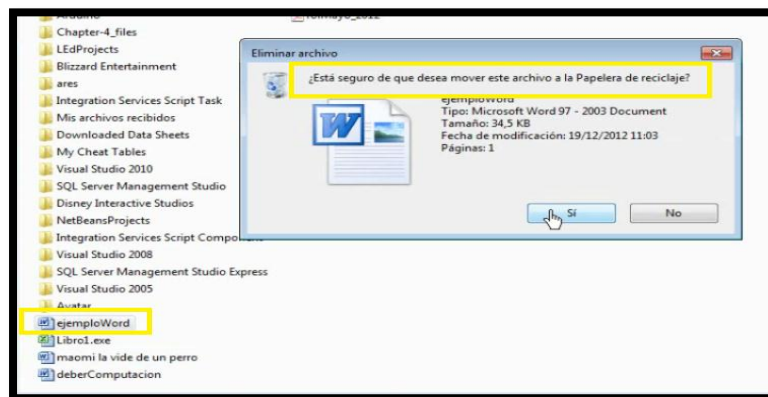 Chapter-4_files
LEdProjects
Blizzard Entertainment
ares
Integration Services Script Task
Mis archivos recibidos
Downloaded Data Sheets
My Cheat Tables
Visual Studio 2010
SQL Server Management Studio
Disney Interactive Studios
NetBeansProjects
Integration Services Script
Visual Studio 2008
SQL Server Management Studio Express
Visual Studio 2005
Avatar
ejemploWord
Libro1.exe
maomi la vide de un perro
deberComputacion
Eliminar archivo
¿Está seguro de que desea mover este archivo a la Papelera de reciclaje?
ejemploWord
Tipo: Microsoft Word 97 - 2003 Document
Tamaño: 34,5 KB
Fecha de modificación: 19/12/2012 11:03
Páginas: 1
Sí
No